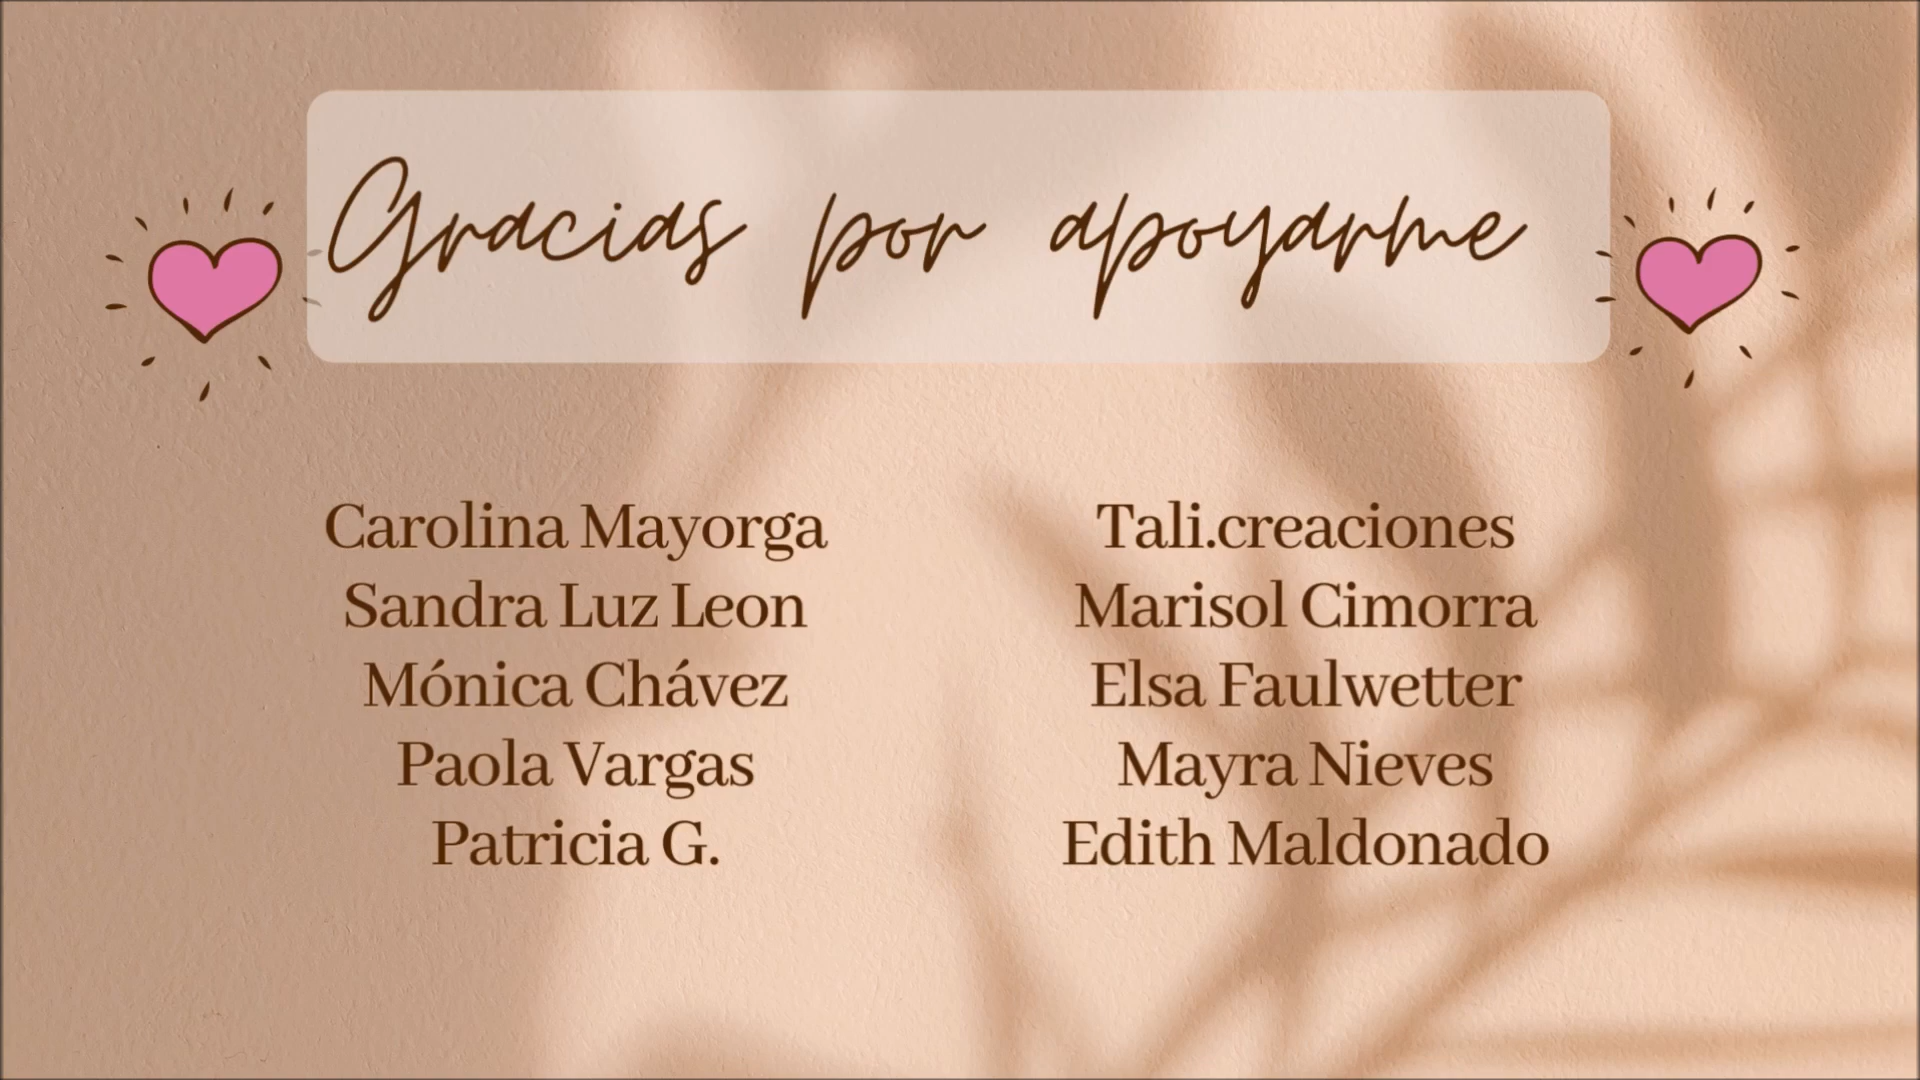 Gracias por apoyarme
Carolina Mayorga
Sandra Luz Leon
Mónica Chávez
Paola Vargas
Patricia G.
Tali.creaciones
Marisol Cimorra
Elsa Faulwetter
Mayra Nieves
Edith Maldonado